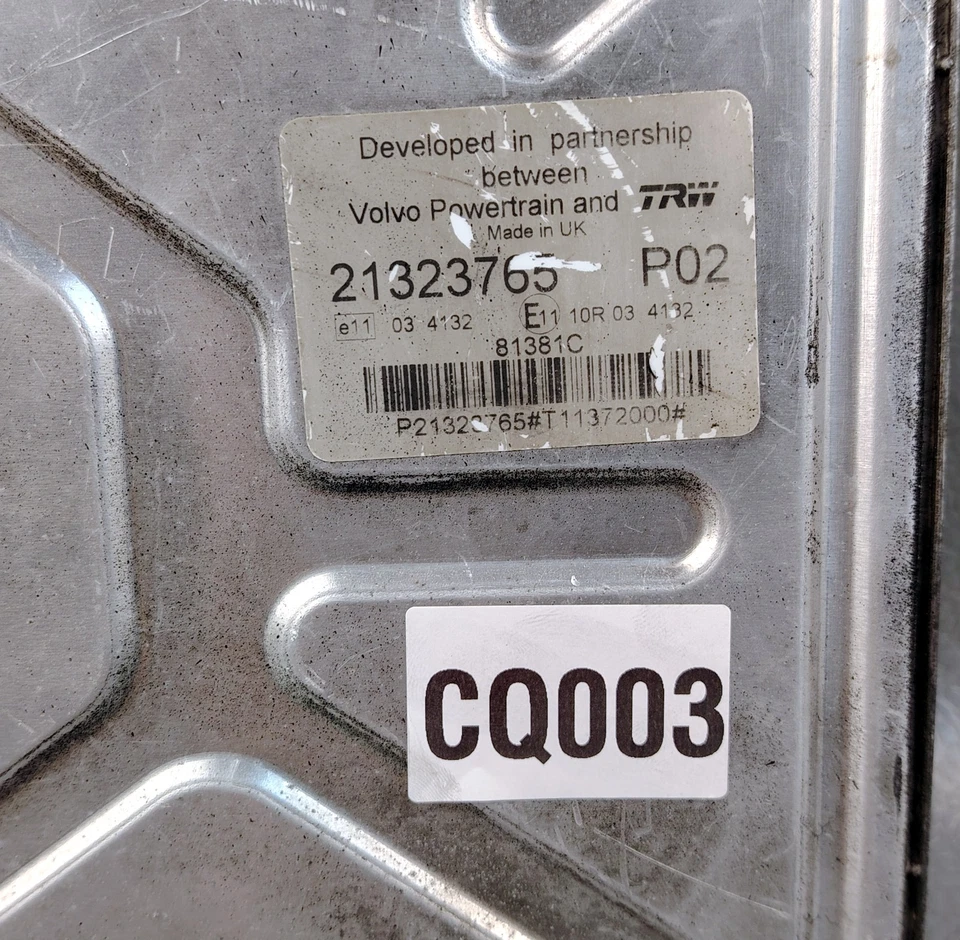 Developed in partnership
between
Volvo Powertrain and TRW
Made in UK
21323765 P02
e11 03 4132 E11 10R 03 4132
81381C
P21323765#T11372000#
CQ003